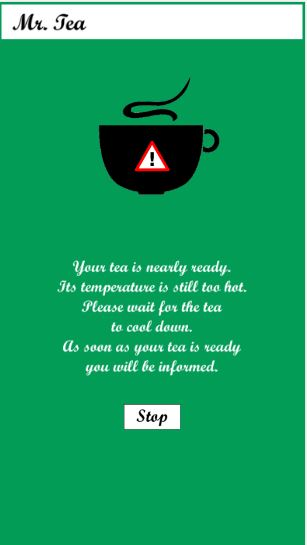 Mr. Tea
!
Your tea is nearly ready.
Its temperature is still too hot.
Please wait for the tea
to cool down.
As soon as your tea is ready
you will be informed.
Stop